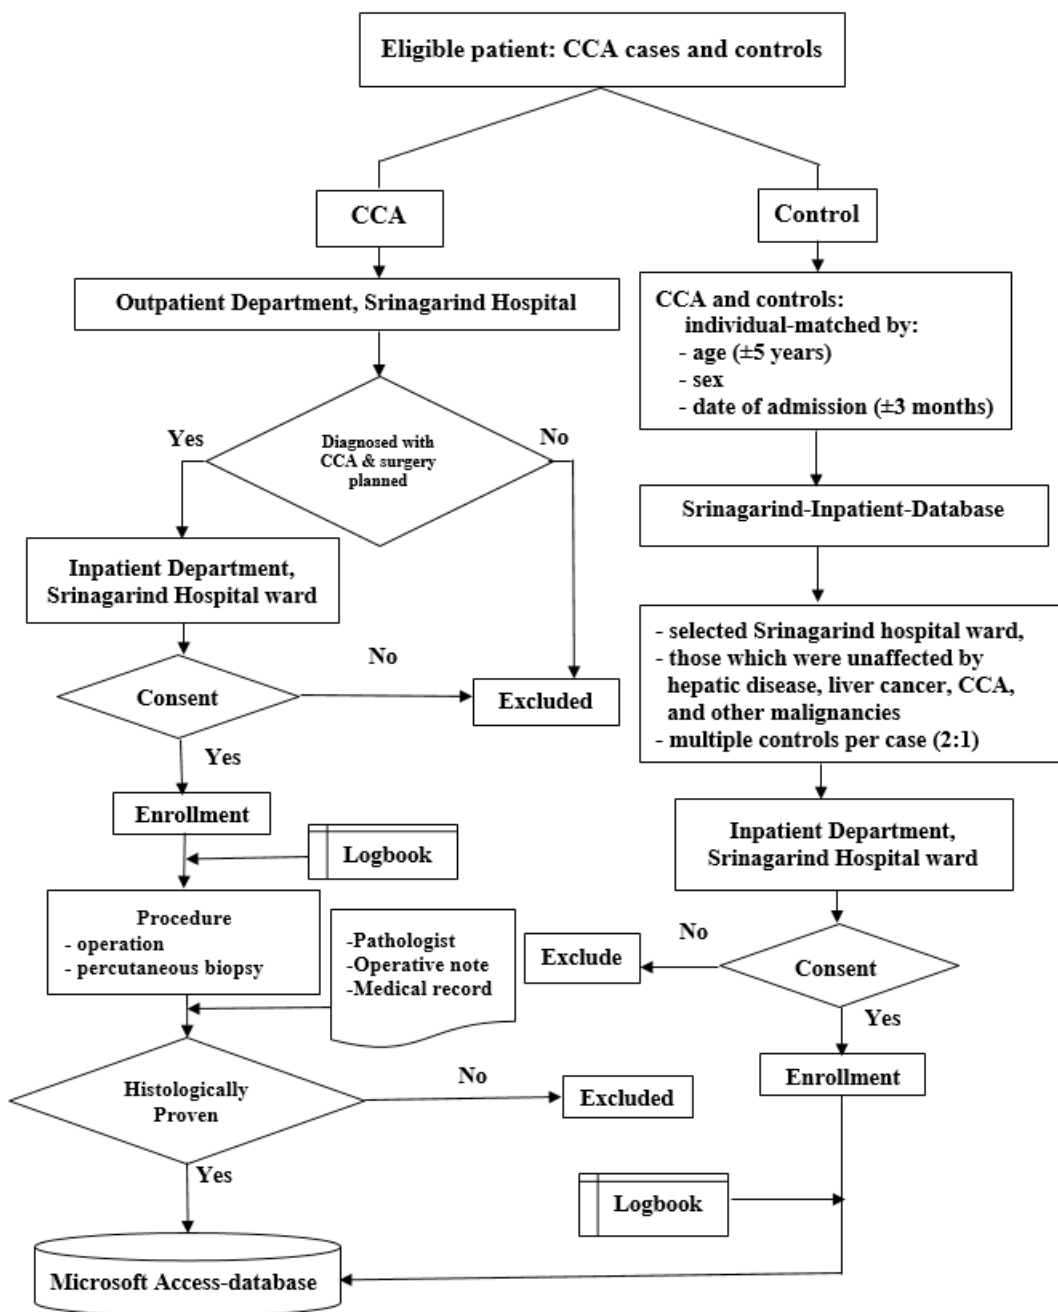 Eligible patient: CCA cases and controls
CCA
Control
Outpatient Department, Srinagarind Hospital
CCA and controls:
individual-matched by:
- age (±5 years)
- sex
- date of admission (±3 months)
Yes
Diagnosed with
CCA & surgery
planned
No
Srinagarind-Inpatient-Database
Inpatient Department,
Srinagarind Hospital ward
- selected Srinagarind hospital ward,
- those which were unaffected by
hepatic disease, liver cancer, CCA,
and other malignancies
- multiple controls per case (2:1)
Consent
No
Excluded
Yes
Enrollment
Logbook
Inpatient Department,
Srinagarind Hospital ward
Procedure
- operation
- percutaneous biopsy
-Pathologist
-Operative note
-Medical record
No
Exclude
Consent
Yes
Enrollment
Histologically
Proven
No
Excluded
Yes
Logbook
Microsoft Access-database